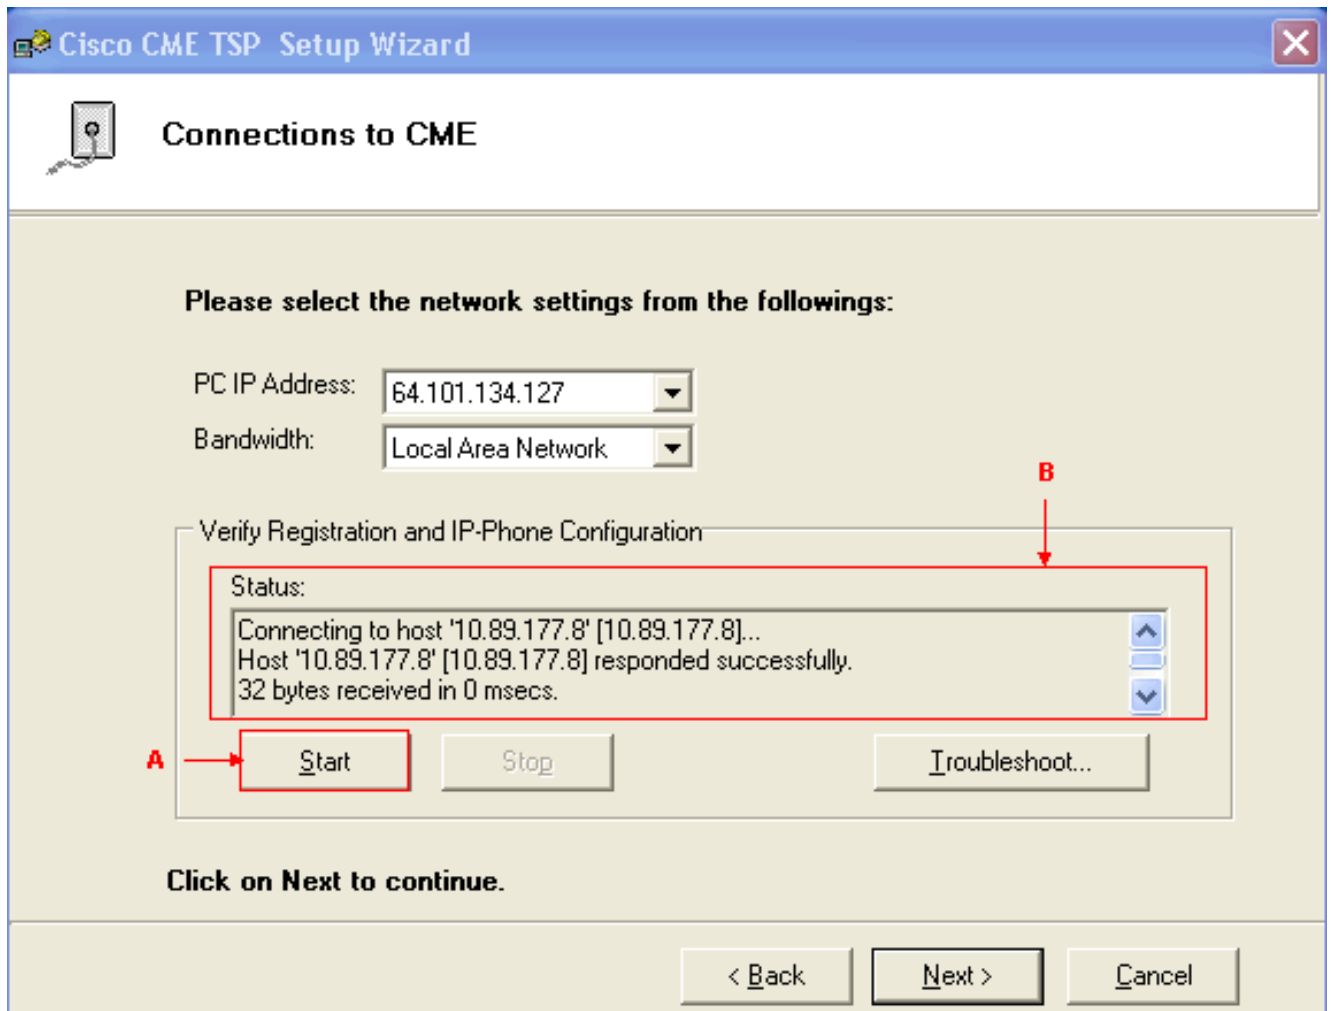 Cisco CME TSP  Setup Wizard
Connections to CME
Please select the network settings from the followings:
PC IP Address:
64.101.134.127
Bandwidth:
Local Area Network
B
Verify Registration and IP-Phone Configuration
Status:
Connecting to host '10.89.177.8' [10.89.177.8]...
Host '10.89.177.8' [10.89.177.8] responded successfully.
32 bytes received in 0 msecs.
A
Start
Stop
Troubleshoot...
Click on Next to continue.
< Back
Next >
Cancel